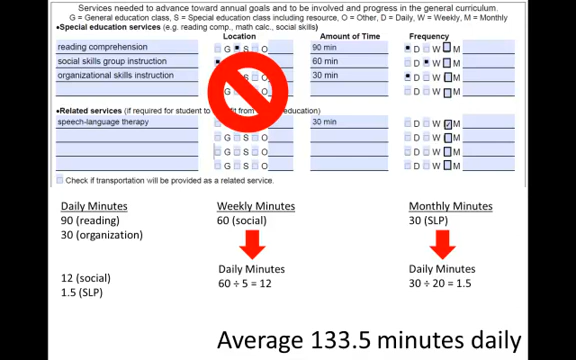 Services needed to advance toward annual goals and to be involved and progress in the general curriculum.
G = General education class, S = Special education class including resource, O = Other, D = Daily, W = Weekly, M = Monthly
•Special education services (e.g. reading comp., math calc., social skills)
Location Amount of Time Frequency
reading comprehension G S O 90 min D W M
social skills group instruction 60 min D W M
organizational skills instruction O 30 min D W M
G O D W M
•Related services (if required for student to from education)
speech-language therapy 30 min D W M
G S O D W M
G S O D W M
G S O D W M
Check if transportation will be provided as a related service.
Daily Minutes Weekly Minutes Monthly Minutes
90 (reading) 60 (social) 30 (SLP)
30 (organization)
Daily Minutes Daily Minutes
12 (social) 60 ÷ 5 = 12 30 ÷ 20 = 1.5
1.5 (SLP)
Average 133.5 minutes daily